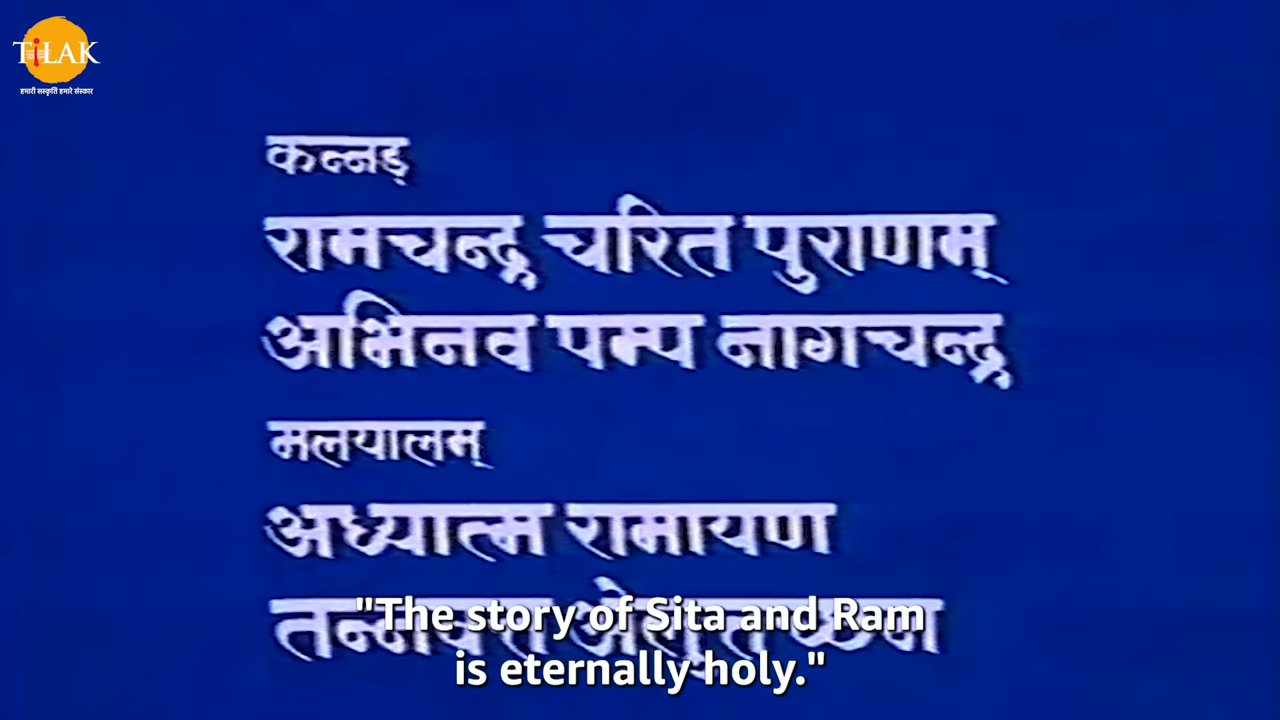 TiLAK
हमारी संस्कृति हमारे संस्कार
कन्नड़
रामचन्द्र चरित पुराणम्
अभिनव पम्प नागचन्द्र
मलयालम्
अध्यात्म रामायण
"The story of Sita and Ram
is eternally holy."